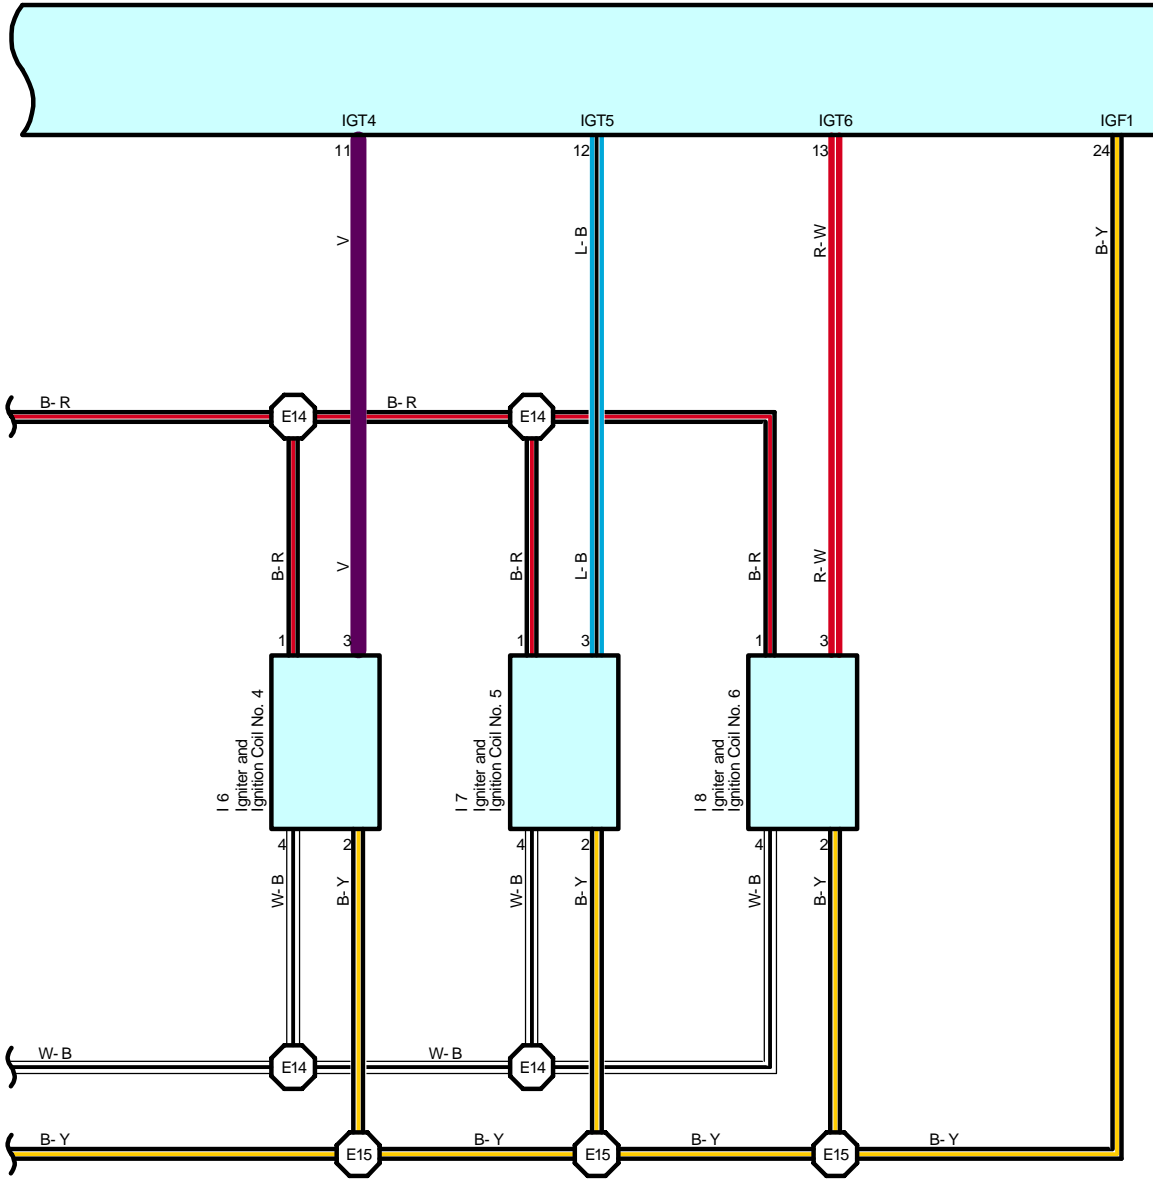 IGT4 IGT5 IGT6 IGF1
11 12 13 24
V L- B R- W B- Y
B- R B- R
E14 E14
B- R V B- R L- B B- R R- W
1 3 1 3 1 3
I 6
Igniter and
Ignition Coil No. 4
I 7
Igniter and
Ignition Coil No. 5
I 8
Igniter and
Ignition Coil No. 6
4 2 4 2 4 2
W- B B- Y W- B B- Y W- B B- Y
W- B W- B
E14 E14
B- Y B- Y B- Y B- Y
E15 E15 E15